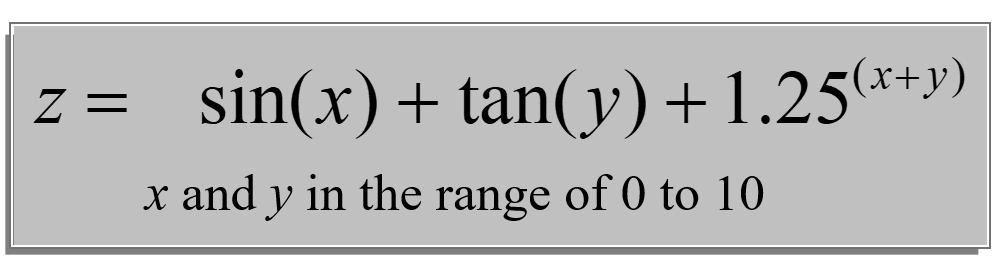 z = sin(x) + tan(y) + 1.25^(x+y)
x and y in the range of 0 to 10